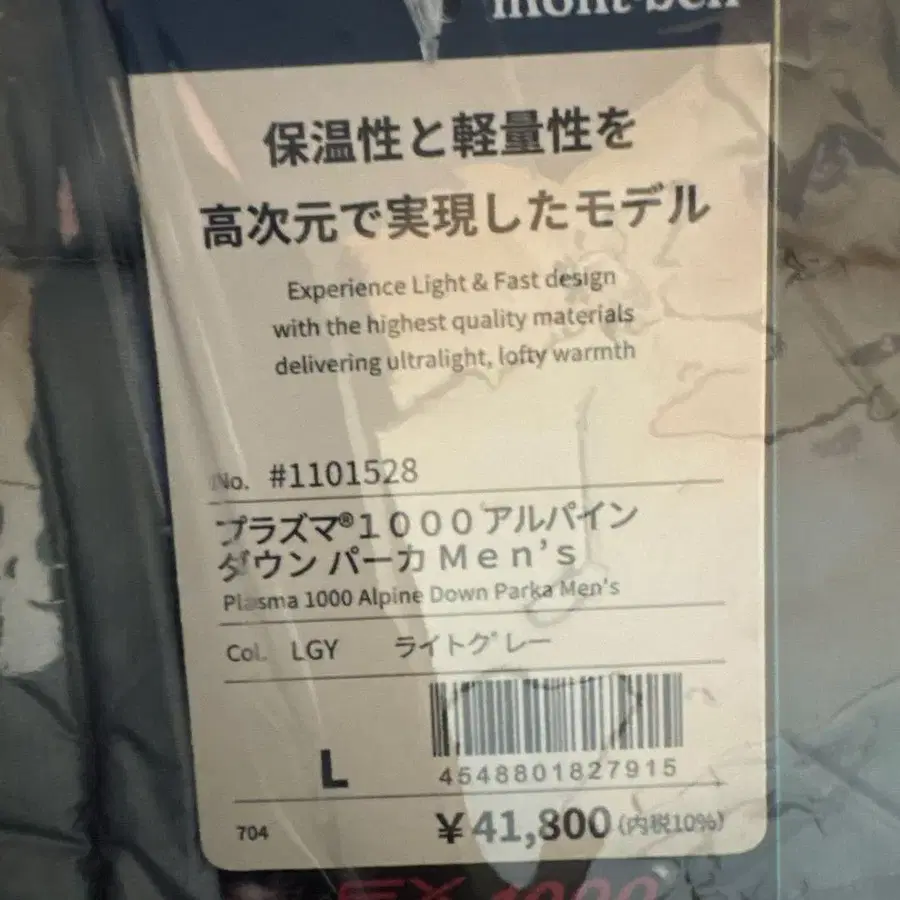 mont-bell
保温性と軽量性を
高次元で実現したモデル
Experience Light & Fast design
with the highest quality materials
delivering ultralight, lofty warmth
No. #1101528
プラズマ®１０００アルパイン
ダウン パーカ Ｍｅｎ’ｓ
Plasma 1000 Alpine Down Parka Men's
Col. LGY ライトグレー
L
4548801827915
704 ¥41,800(内税10%)
EX 1000